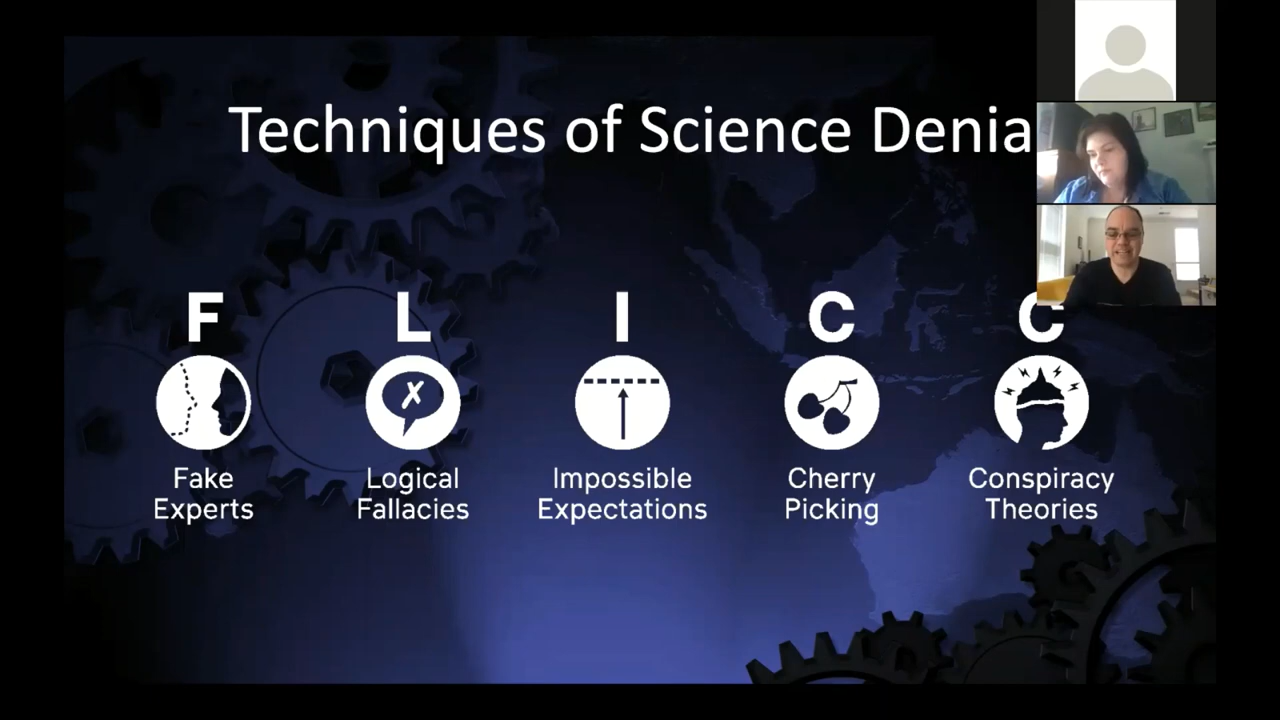 Techniques of Science Denia
F L I C C
Fake Logical Impossible Cherry Conspiracy
Experts Fallacies Expectations Picking Theories